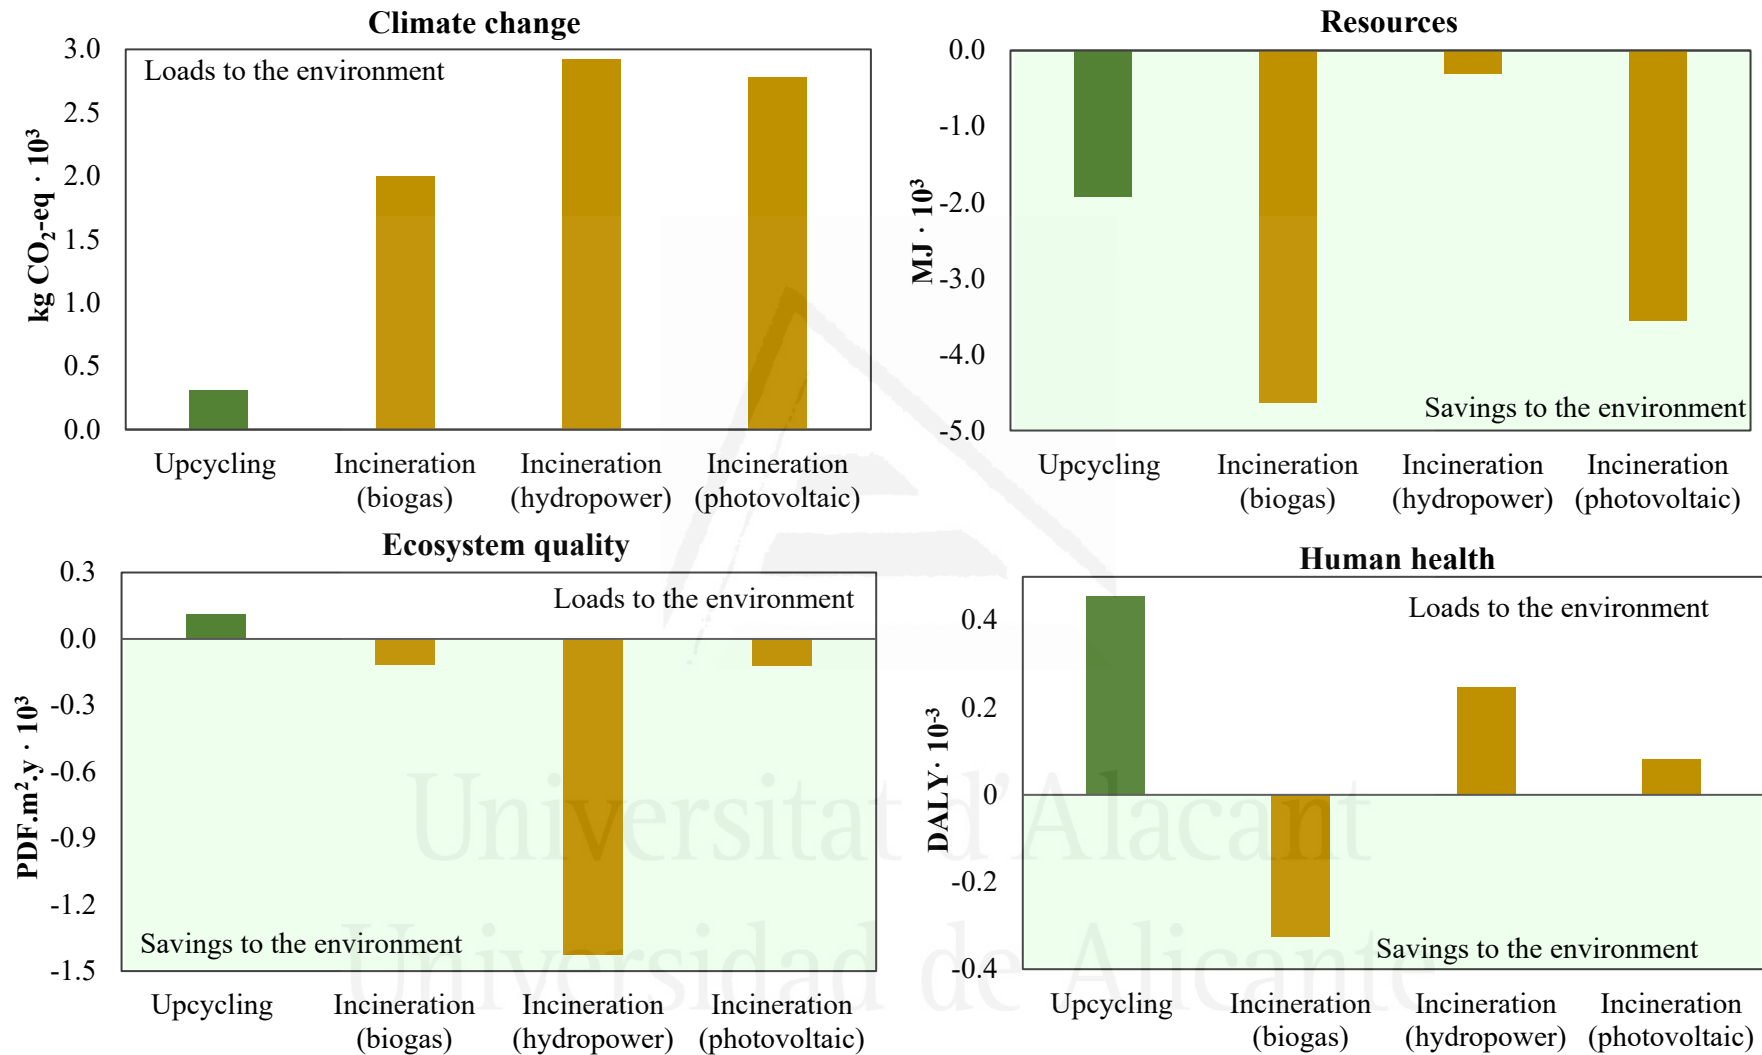 Climate change
3.0
Loads to the environment
2.5
2.0
1.5
1.0
0.5
0.0
kg CO₂-eq · 10³
Upcycling
Incineration
(biogas)
Incineration
(hydropower)
Incineration
(photovoltaic)
Resources
0.0
-1.0
-2.0
-3.0
-4.0
-5.0
MJ · 10³
Savings to the environment
Upcycling
Incineration
(biogas)
Incineration
(hydropower)
Incineration
(photovoltaic)
Ecosystem quality
0.3
Loads to the environment
0.0
-0.3
-0.6
-0.9
-1.2
-1.5
PDF.m².y · 10³
Savings to the environment
Upcycling
Incineration
(biogas)
Incineration
(hydropower)
Incineration
(photovoltaic)
Human health
Loads to the environment
0.4
0.2
0
-0.2
-0.4
DALY· 10⁻³
Savings to the environment
Upcycling
Incineration
(biogas)
Incineration
(hydropower)
Incineration
(photovoltaic)
Universitat d'Alacant
Universidad de Alicante